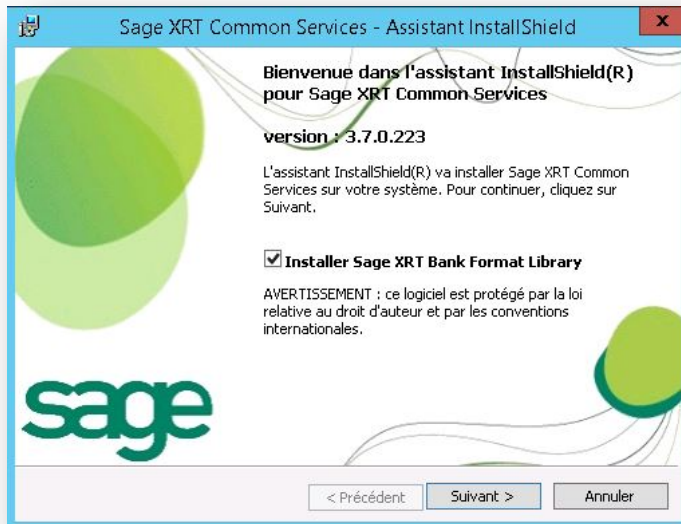 Sage XRT Common Services - Assistant InstallShield
x
Bienvenue dans l'assistant InstallShield(R)
pour Sage XRT Common Services
version : 3.7.0.223
L'assistant InstallShield(R) va installer Sage XRT Common
Services sur votre système. Pour continuer, cliquez sur
Suivant.
Installer Sage XRT Bank Format Library
AVERTISSEMENT : ce logiciel est protégé par la loi
relative au droit d'auteur et par les conventions
internationales.
sage
< Précédent
Suivant >
Annuler